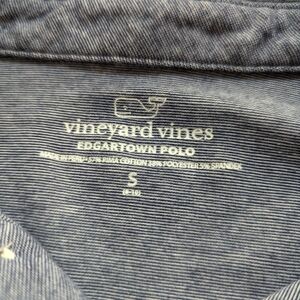 vineyard vines
EDGARTOWN POLO
MADE IN PERU • 57% PIMA COTTON 38% POLYESTER 5% SPANDEX
S